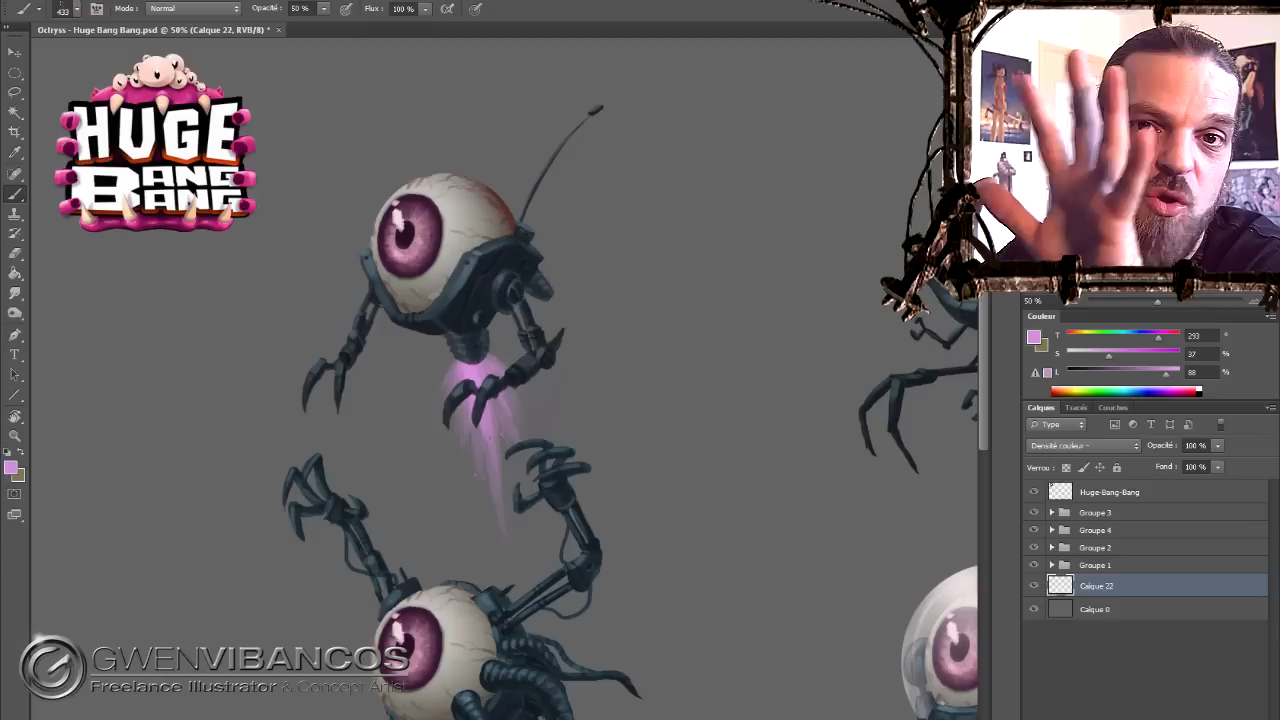 433
Mode :
Normal
Opacité :
50 %
Flux :
100 %
Octryss - Huge Bang Bang.psd @ 50% (Calque 22, RVB/8) * ×
HUGE
BANG
BANG
50 %
Couleur
T
293
°
S
37
%
L
88
%
Calques
Tracés
Couches
Type
Densité couleur -
Opacité :
100 %
Verrou :
Fond :
100 %
Huge-Bang-Bang
Groupe 3
Groupe 4
Groupe 2
Groupe 1
Calque 22
Calque 0
GWENVIBANCOS
Freelance Illustrator & Concept Artist